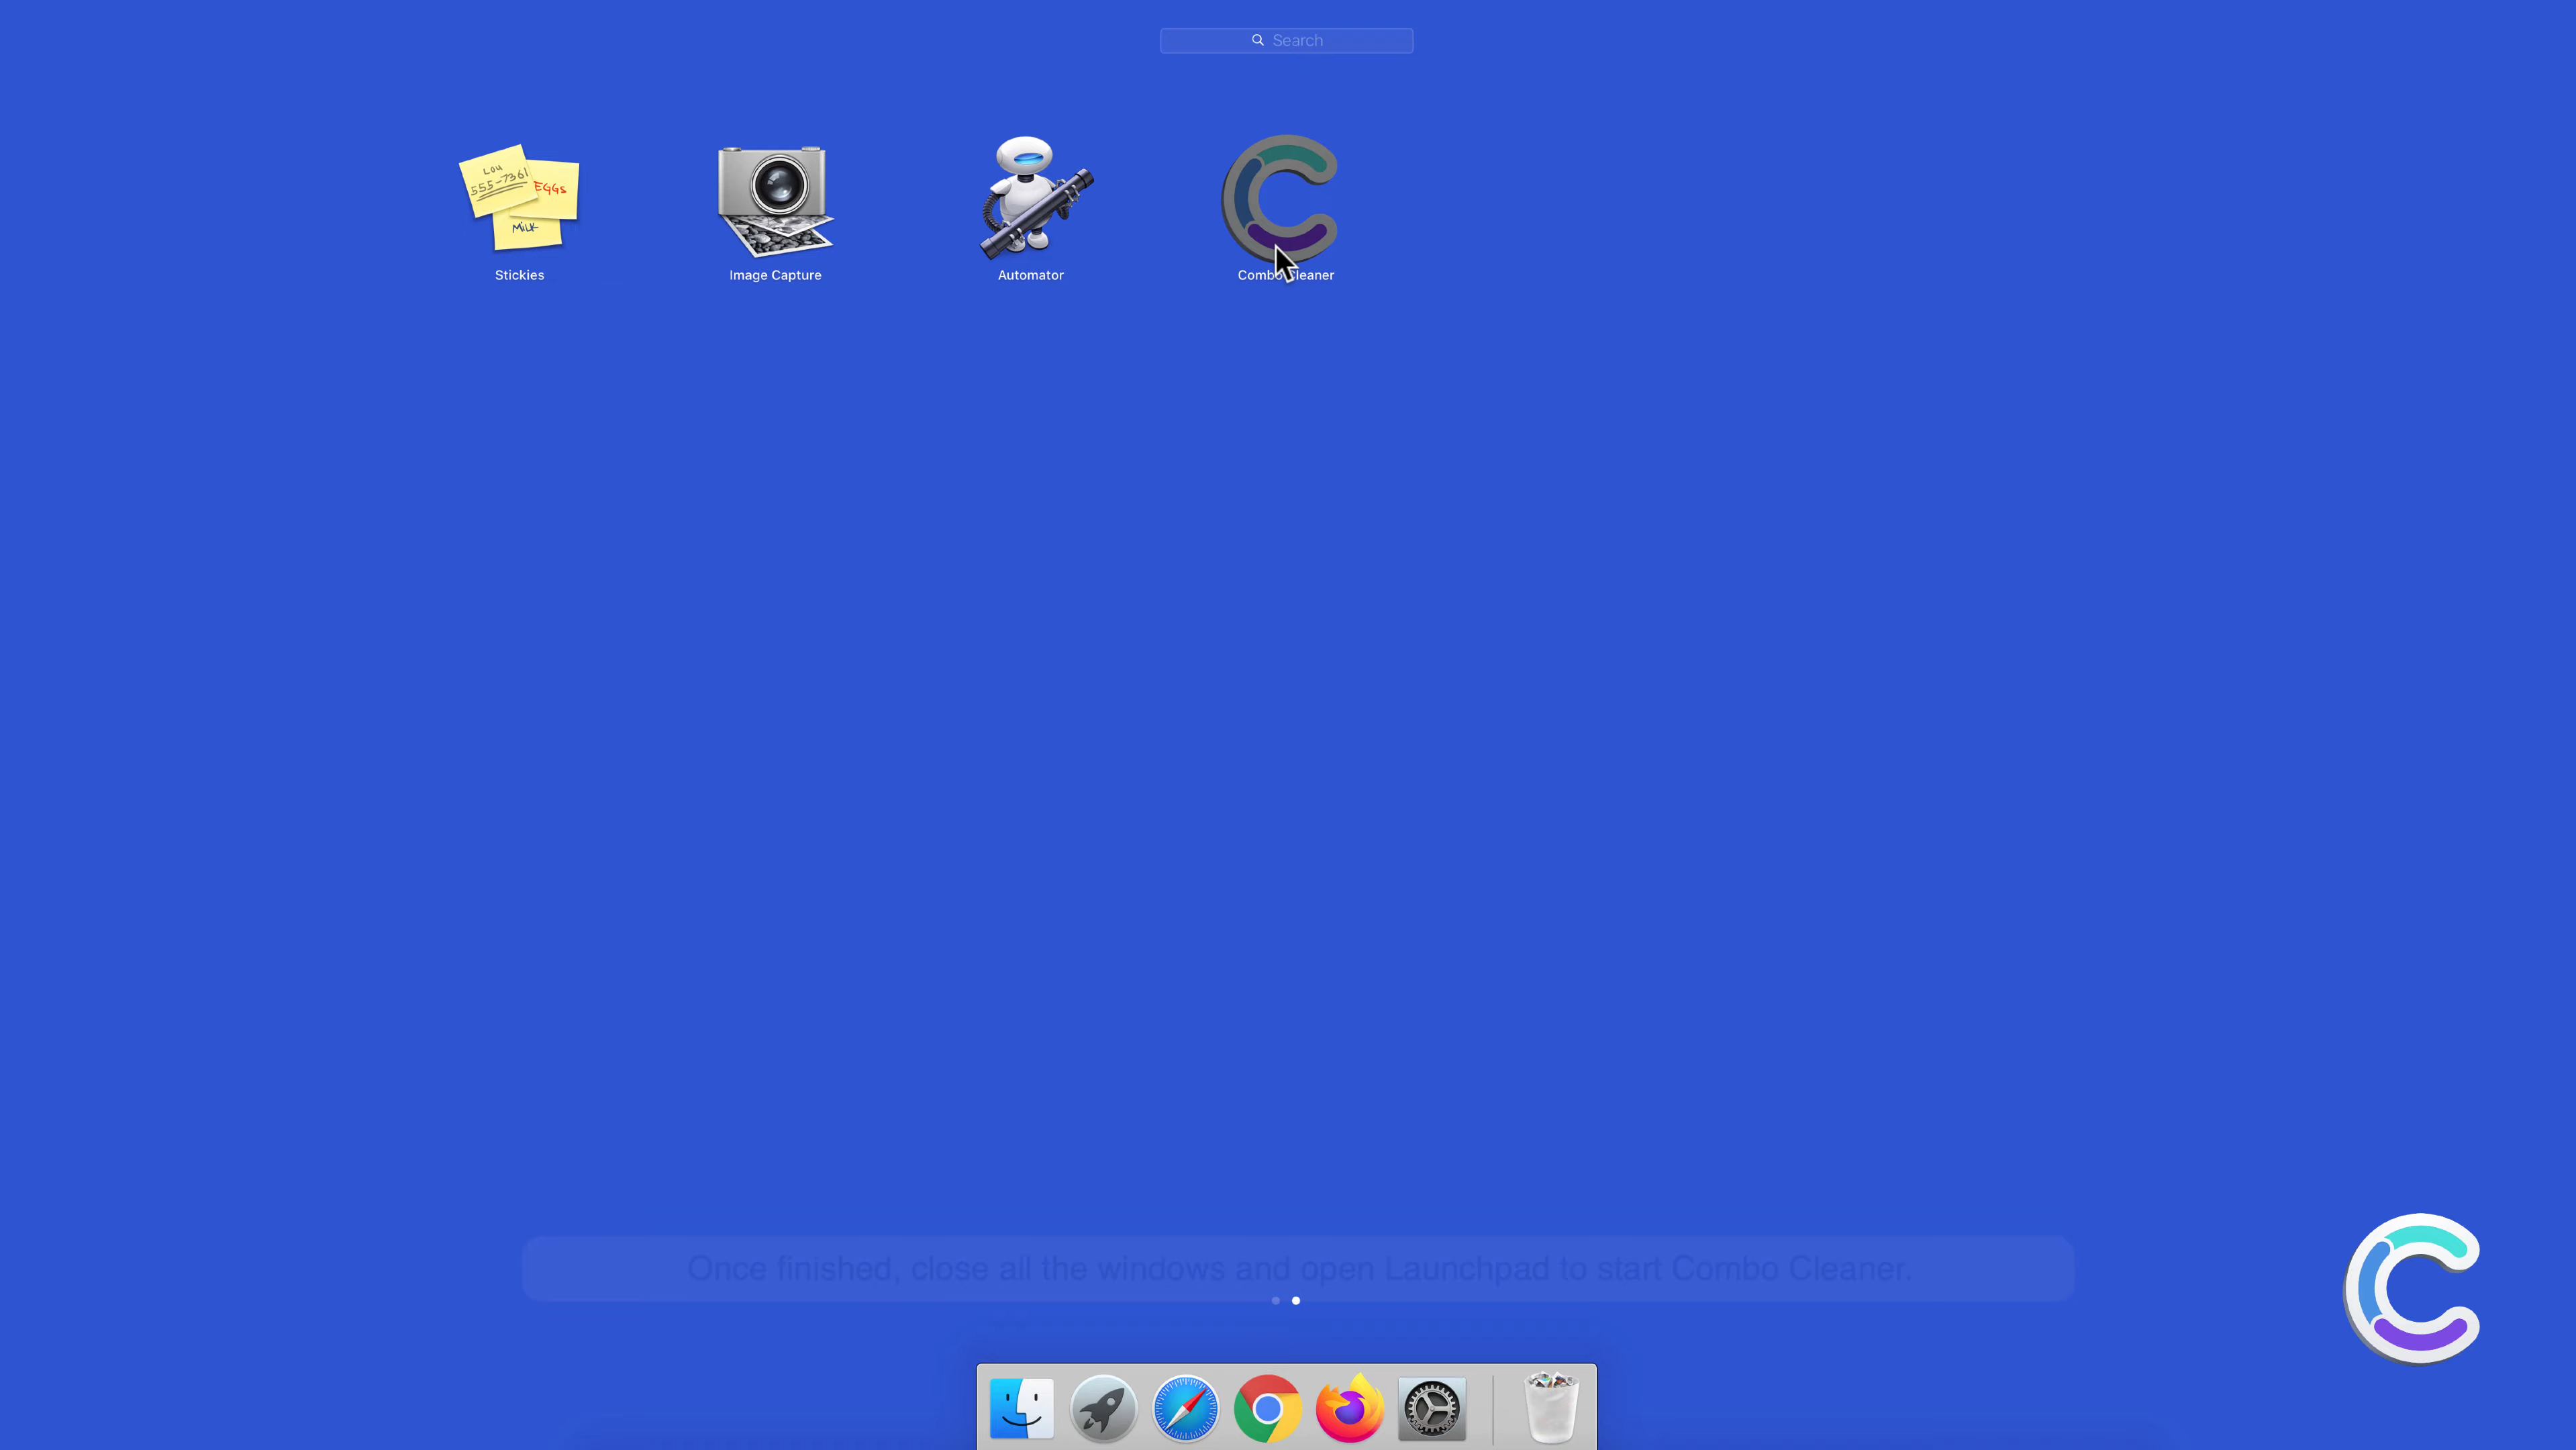 Search
Lou
555-7361
EGGs
MiLK
Stickies
Image Capture
Automator
Combo Cleaner
Once finished, close all the windows and open Launchpad to start Combo Cleaner.